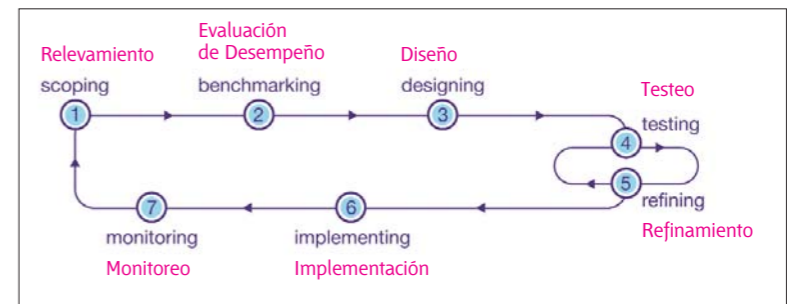 Relevamiento
scoping
1
Evaluación
de Desempeño
benchmarking
2
Diseño
designing
3
Testeo
testing
4
5
refining
Refinamiento
6
implementing
Implementación
7
monitoring
Monitoreo